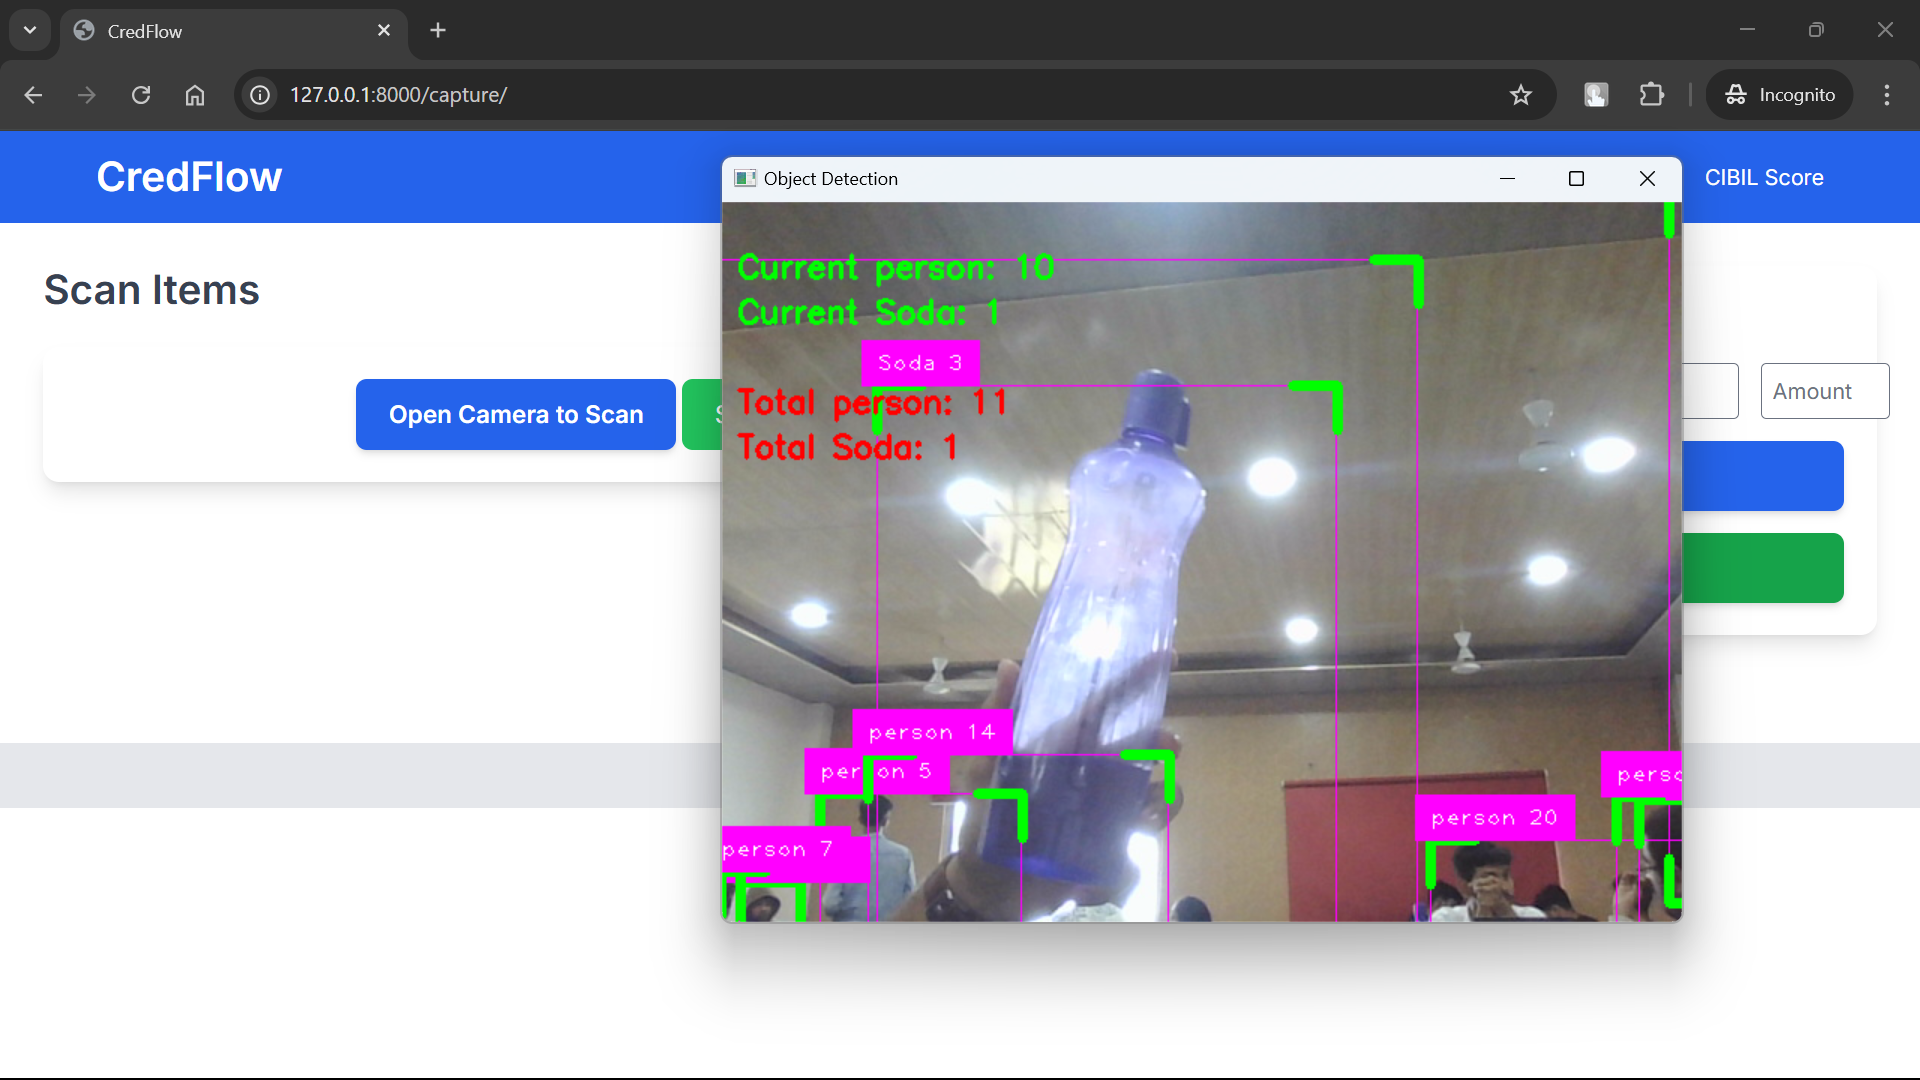 CredFlow
127.0.0.1:8000/capture/
Incognito
CredFlow
CIBIL Score
Object Detection
Scan Items
Open Camera to Scan
Amount
Current person: 10
Current Soda: 1
Soda 3
Total person: 11
Total Soda: 1
person 14
person 5
person 7
person 20